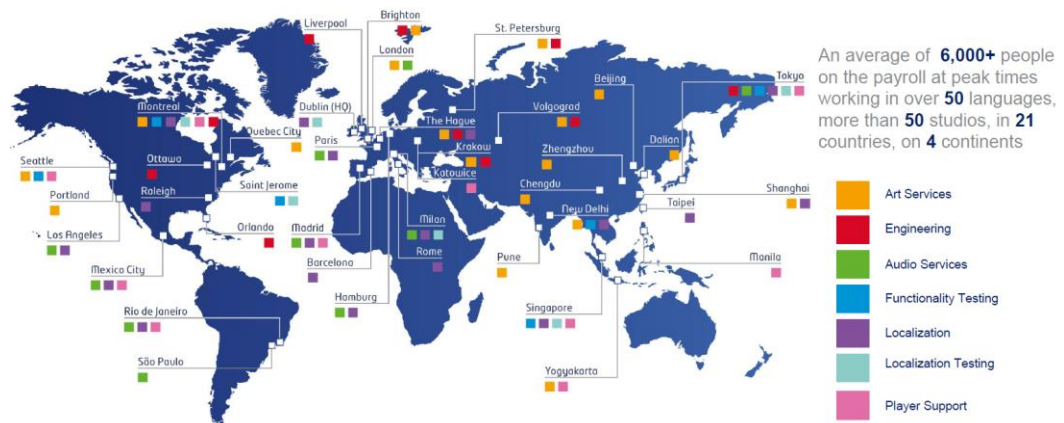 Liverpool
Brighton
London
St. Petersburg
Beijing
Tokyo
Montreal
Dublin (HQ)
Quebec City
Paris
The Hague
Volgograd
Dalian
Seattle
Ottawa
Krakow
Zhengzhou
Portland
Raleigh
Saint Jerome
Katowice
Chengdu
Shanghai
Taipei
Los Angeles
Orlando
Madrid
Milan
New Delhi
Mexico City
Barcelona
Rome
Pune
Manila
Hamburg
Rio de Janeiro
Singapore
São Paulo
Yogyakarta
An average of 6,000+ people
on the payroll at peak times
working in over 50 languages,
more than 50 studios, in 21
countries, on 4 continents
Art Services
Engineering
Audio Services
Functionality Testing
Localization
Localization Testing
Player Support